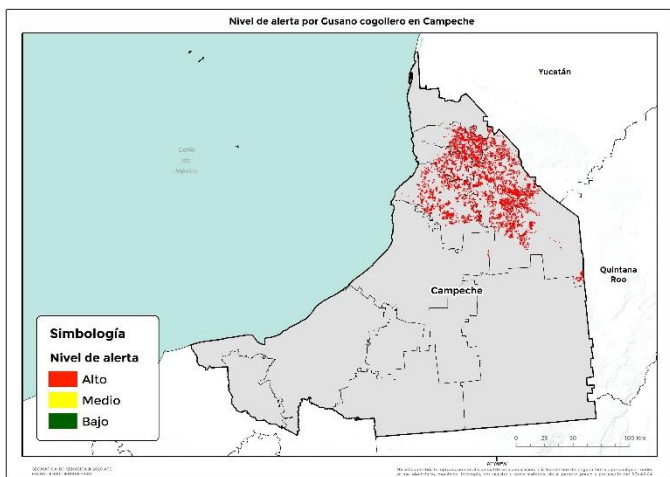 Nivel de alerta por Gusano cogollero en Campeche
Yucatán
Golfo
de
México
Quintana
Roo
Campeche
Simbología
Nivel de alerta
Alto
Medio
Bajo
0 25 50 100 Km